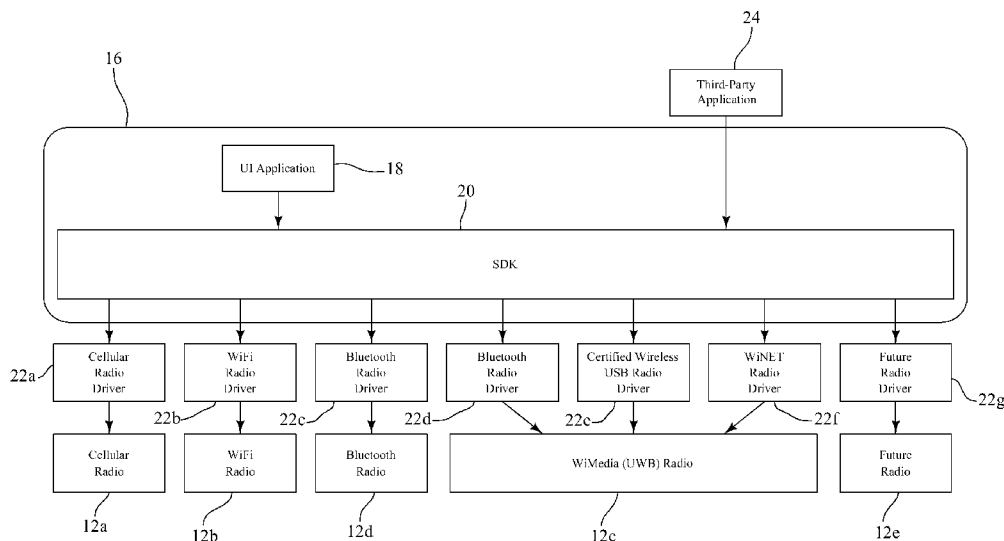 24
16
Third-Party
Application
UI Application
18
20
SDK
Cellular
Radio
Driver
WiFi
Radio
Driver
Bluetooth
Radio
Driver
Bluetooth
Radio
Driver
Certified Wireless
USB Radio
Driver
WiNET
Radio
Driver
Future
Radio
Driver
22a
22b
22c
22d
22e
22f
22g
Cellular
Radio
WiFi
Radio
Bluetooth
Radio
WiMedia (UWB) Radio
Future
Radio
12a
12b
12d
12c
12e